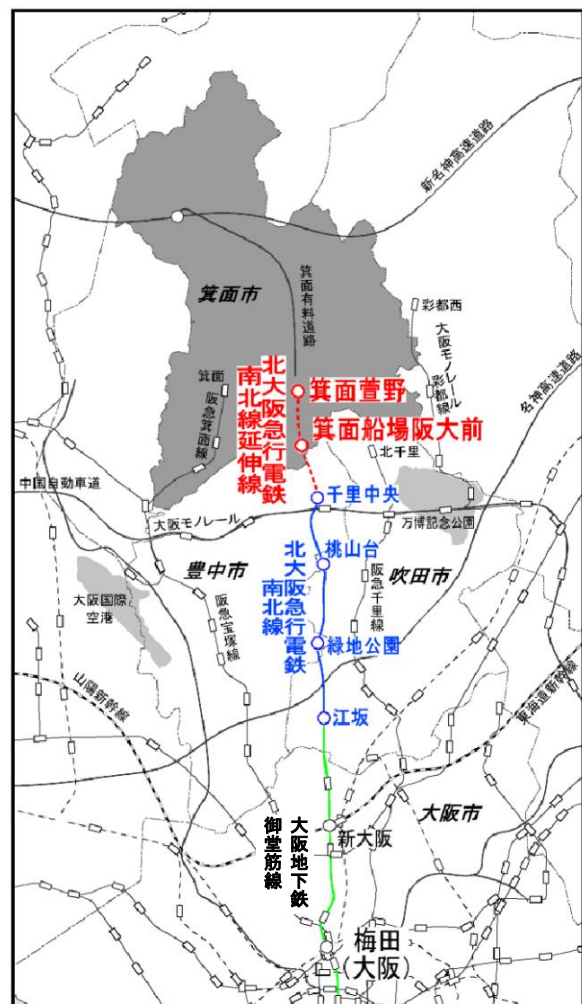 新名神高速道路
箕面市
箕面有料道路
彩都西
大阪モノレール
彩都線
名神高速道路
箕面
阪急箕面線
北大阪急行電鉄
南北線延伸線
箕面萱野
箕面船場阪大前
北千里
中国自動車道
千里中央
大阪モノレール
万博記念公園
豊中市
北大阪急行電鉄
南北線
桃山台
吹田市
大阪国際
空港
阪急宝塚線
阪急千里線
緑地公園
山陽新幹線
東海道新幹線
江坂
大阪市
大阪地下鉄
御堂筋線
新大阪
梅田
(大阪)